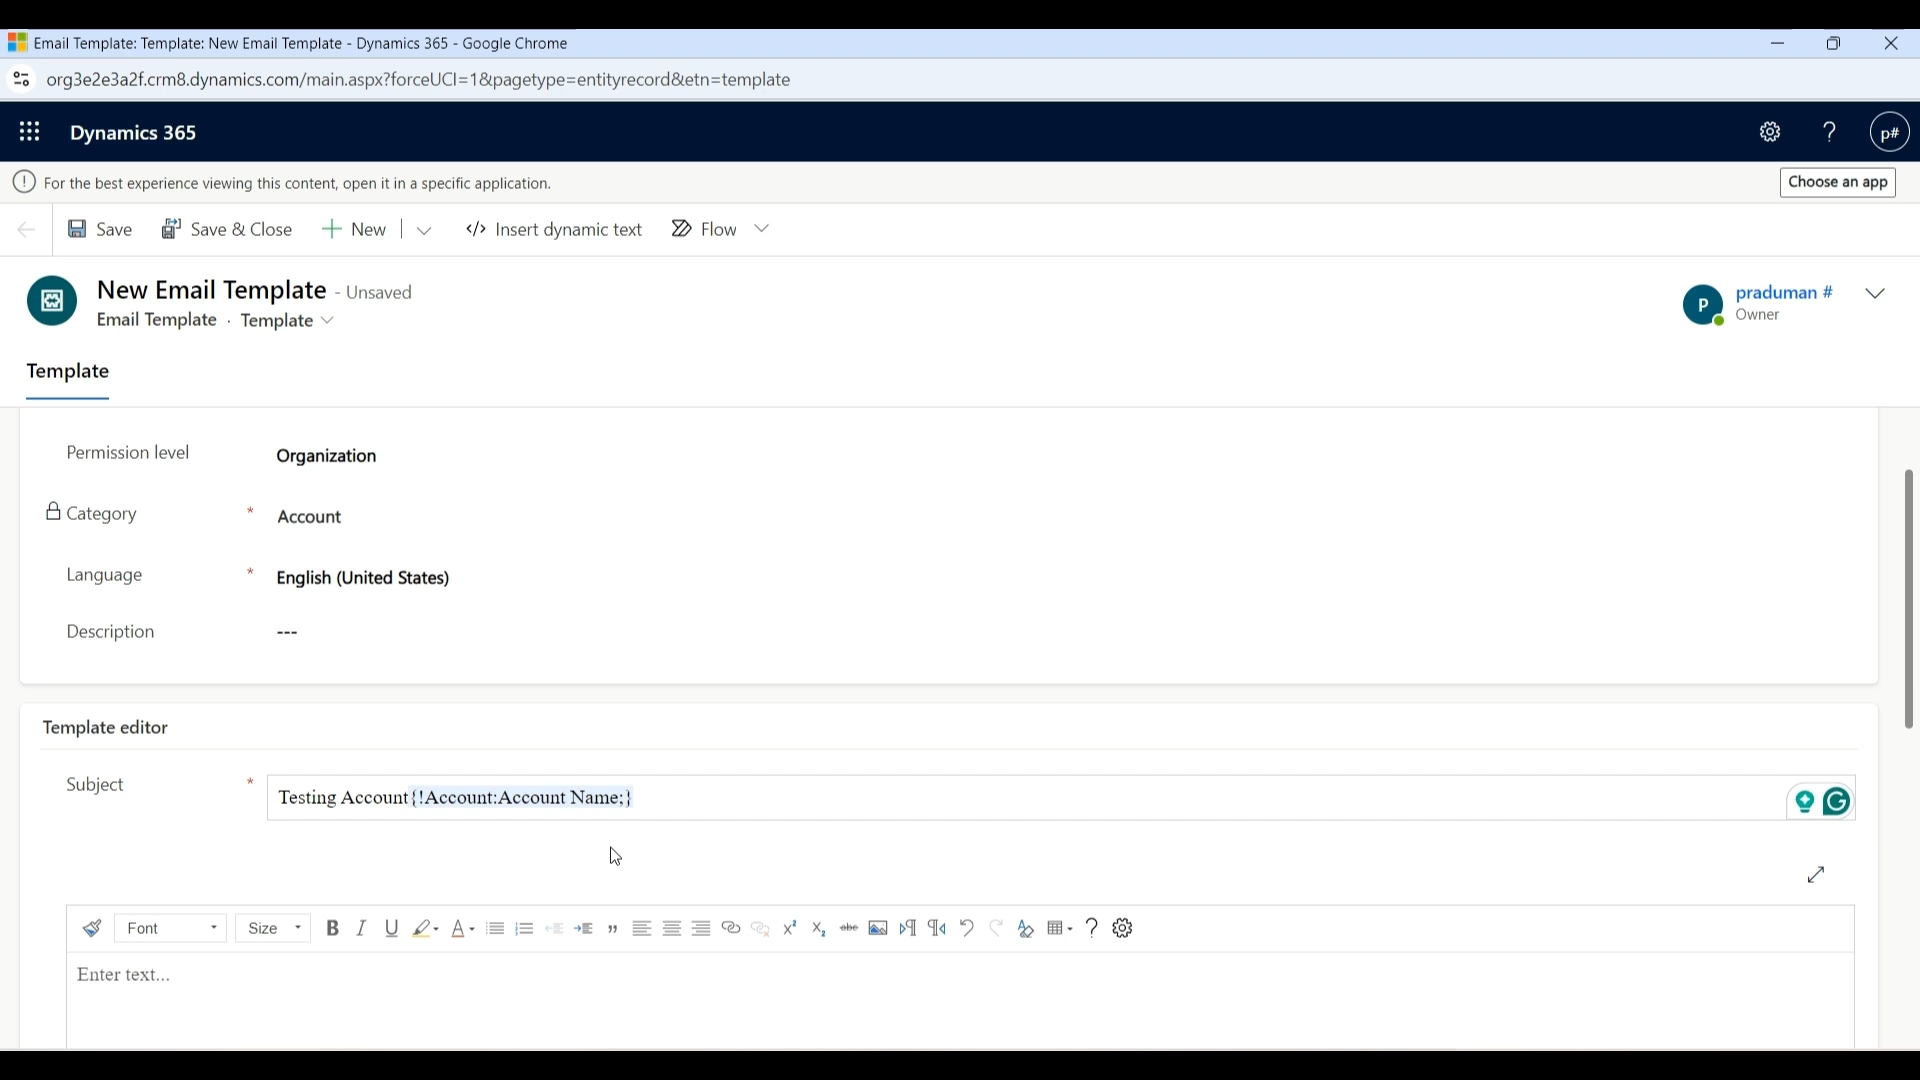 Email Template: Template: New Email Template - Dynamics 365 - Google Chrome
org3e2e3a2f.crm8.dynamics.com/main.aspx?forceUCI=1&pagetype=entityrecord&etn=template
Dynamics 365
? p#
For the best experience viewing this content, open it in a specific application. Choose an app
Save Save & Close New </> Insert dynamic text Flow
New Email Template - Unsaved
Email Template · Template
P praduman #
Owner
Template
Permission level Organization
Category * Account
Language * English (United States)
Description ---
Template editor
Subject * Testing Account{!Account:Account Name;}
Font Size B I U A x² x₂ abc ?
Enter text...